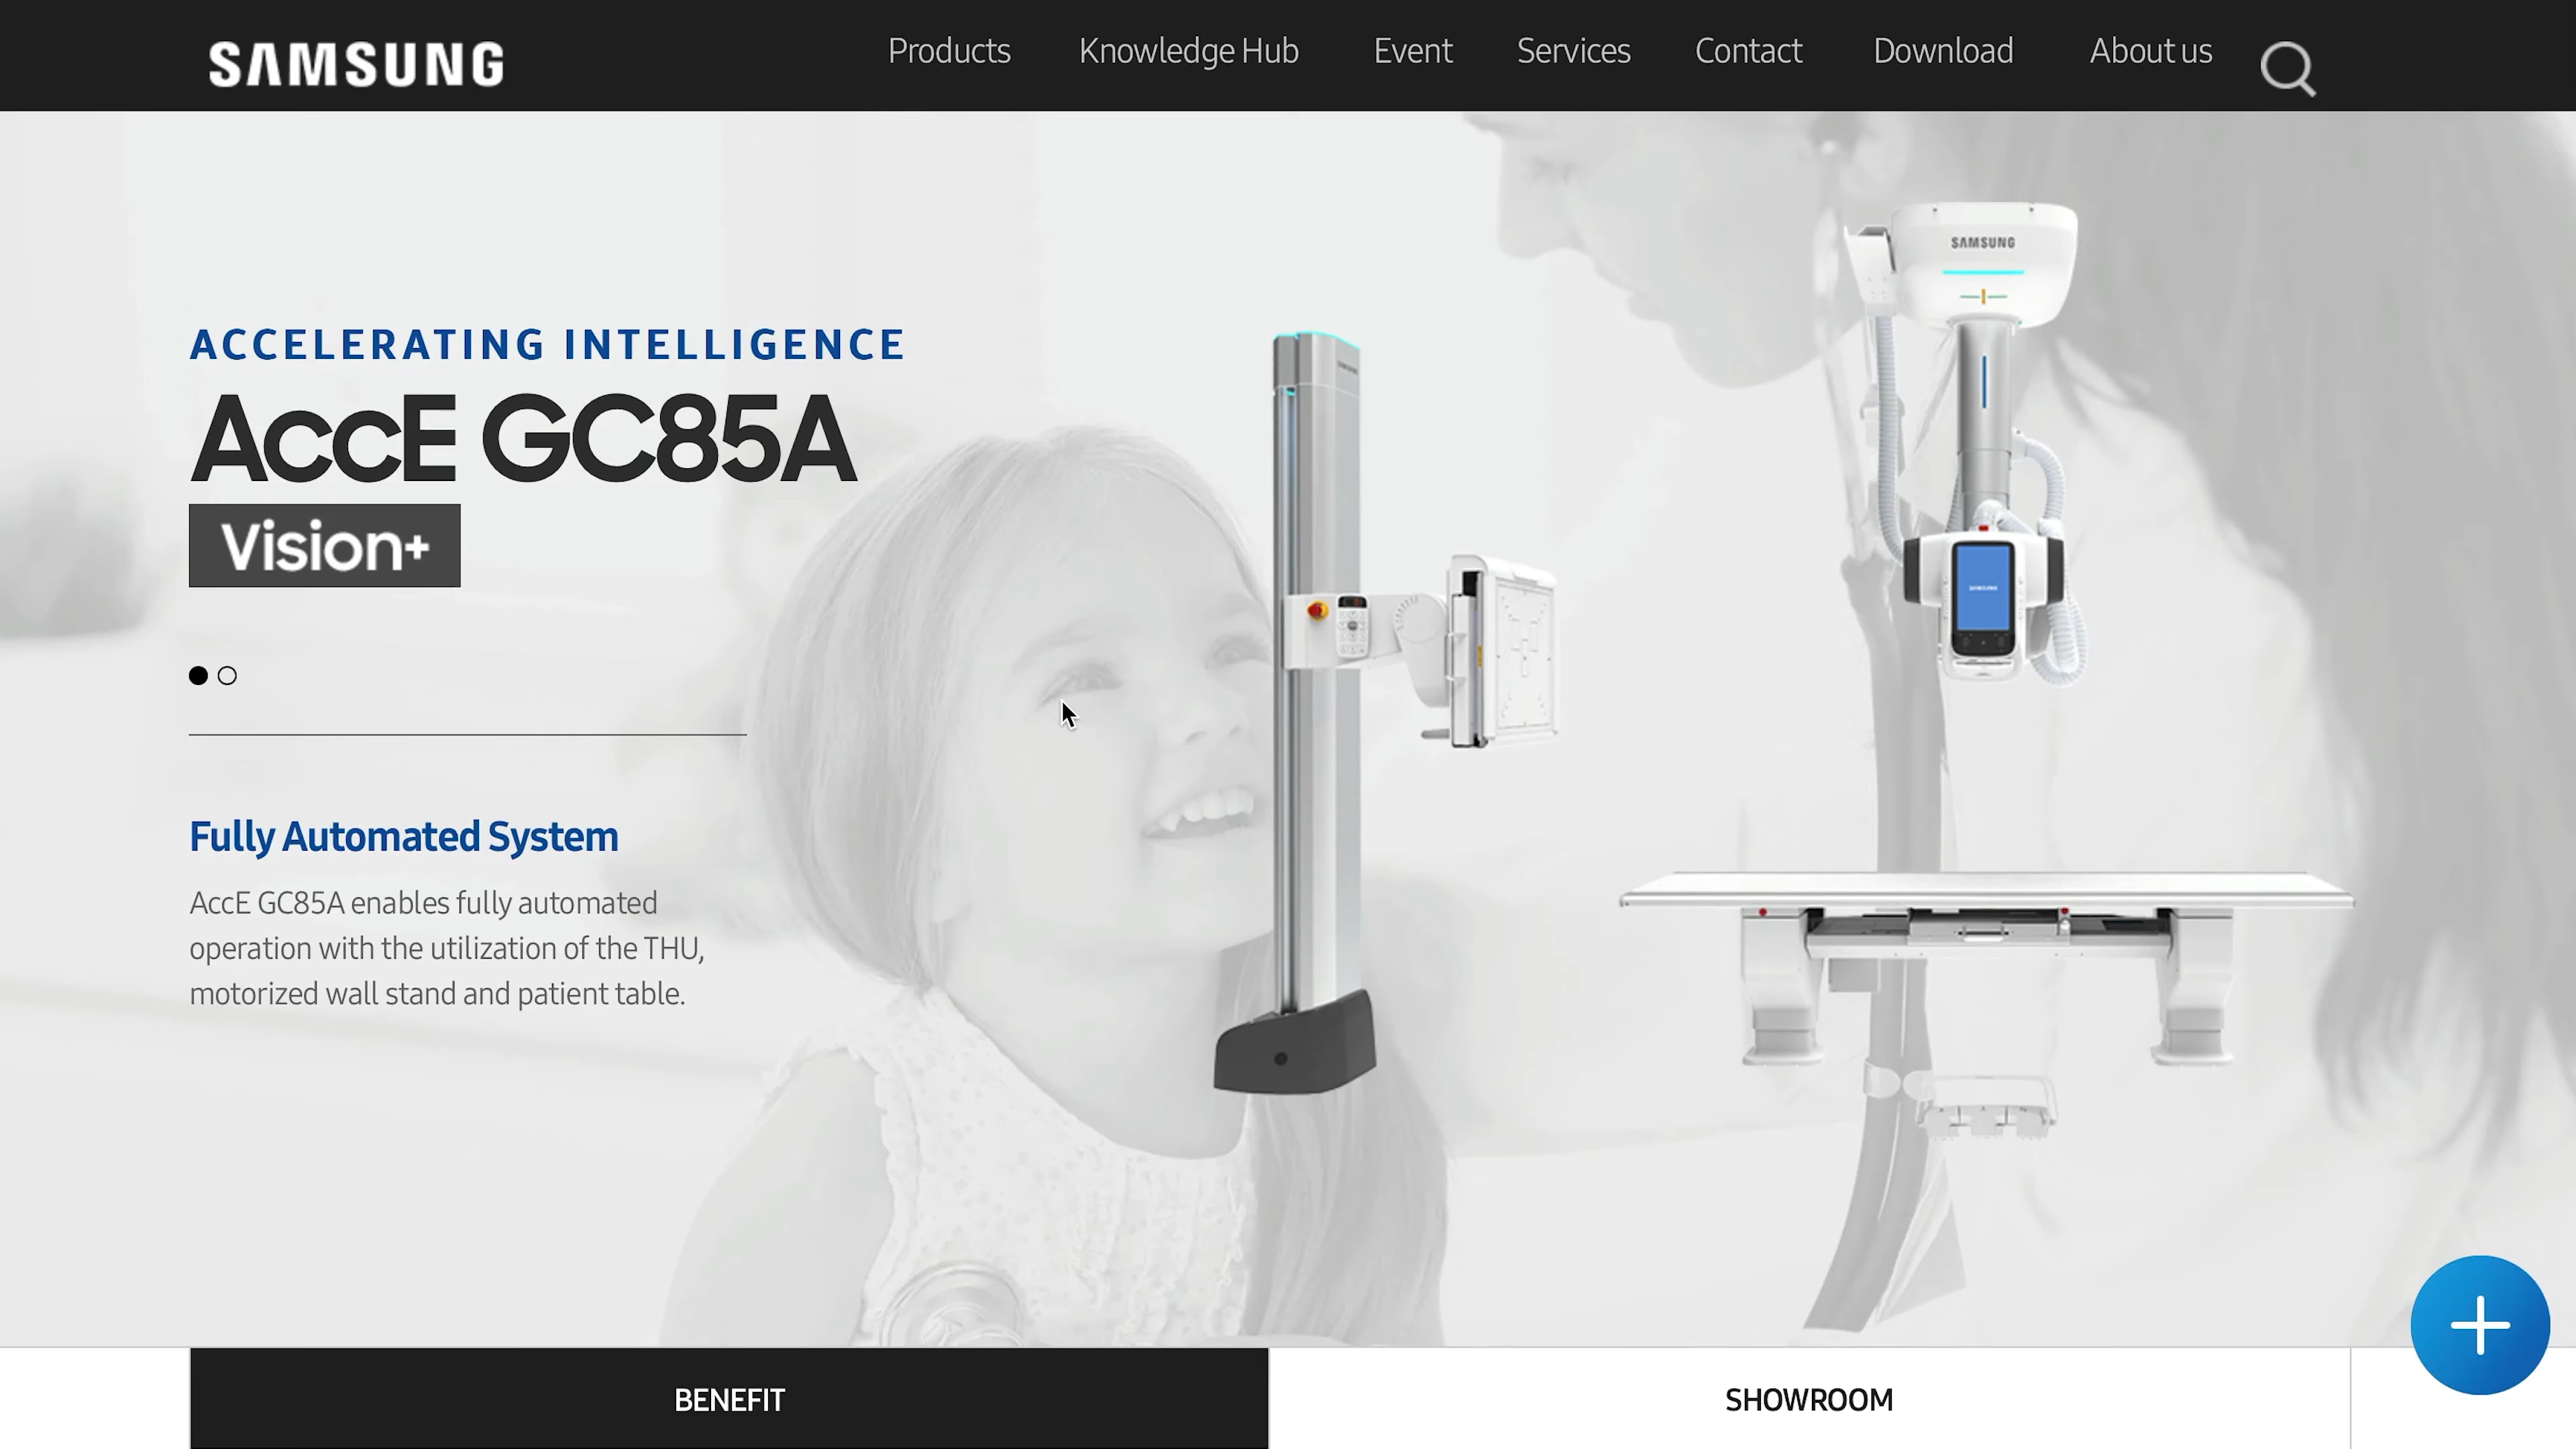 SAMSUNG
Products
Knowledge Hub
Event
Services
Contact
Download
About us
SAMSUNG
ACCELERATING INTELLIGENCE
AccE GC85A
Vision+
SAMSUNG
Fully Automated System
AccE GC85A enables fully automated
operation with the utilization of the THU,
motorized wall stand and patient table.
BENEFIT
SHOWROOM